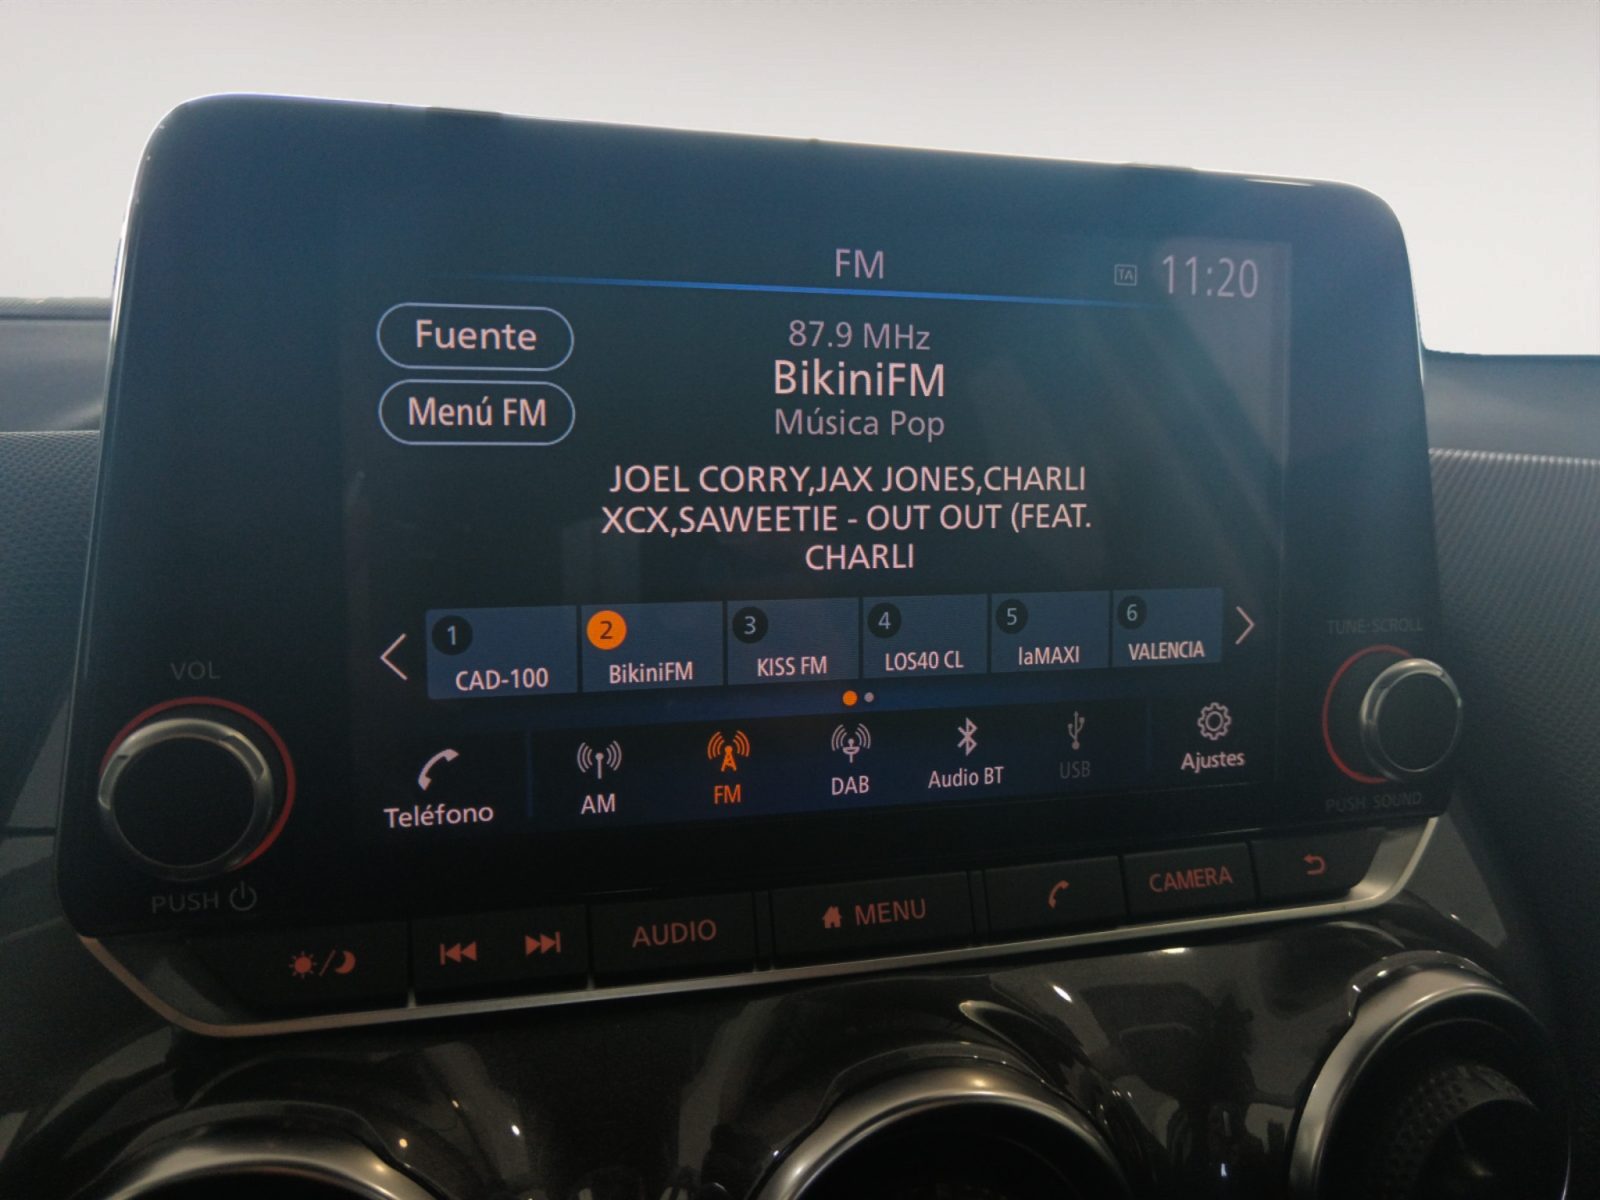 FM
TA 11:20
Fuente
87.9 MHz
BikiniFM
Menú FM
Música Pop
JOEL CORRY,JAX JONES,CHARLI
XCX,SAWEETIE - OUT OUT (FEAT.
CHARLI
1 CAD-100
2 BikiniFM
3 KISS FM
4 LOS40 CL
5 laMAXI
6 VALENCIA
Teléfono
AM
FM
DAB
Audio BT
USB
Ajustes
VOL
PUSH
TUNE·SCROLL
PUSH SOUND
AUDIO
MENU
CAMERA